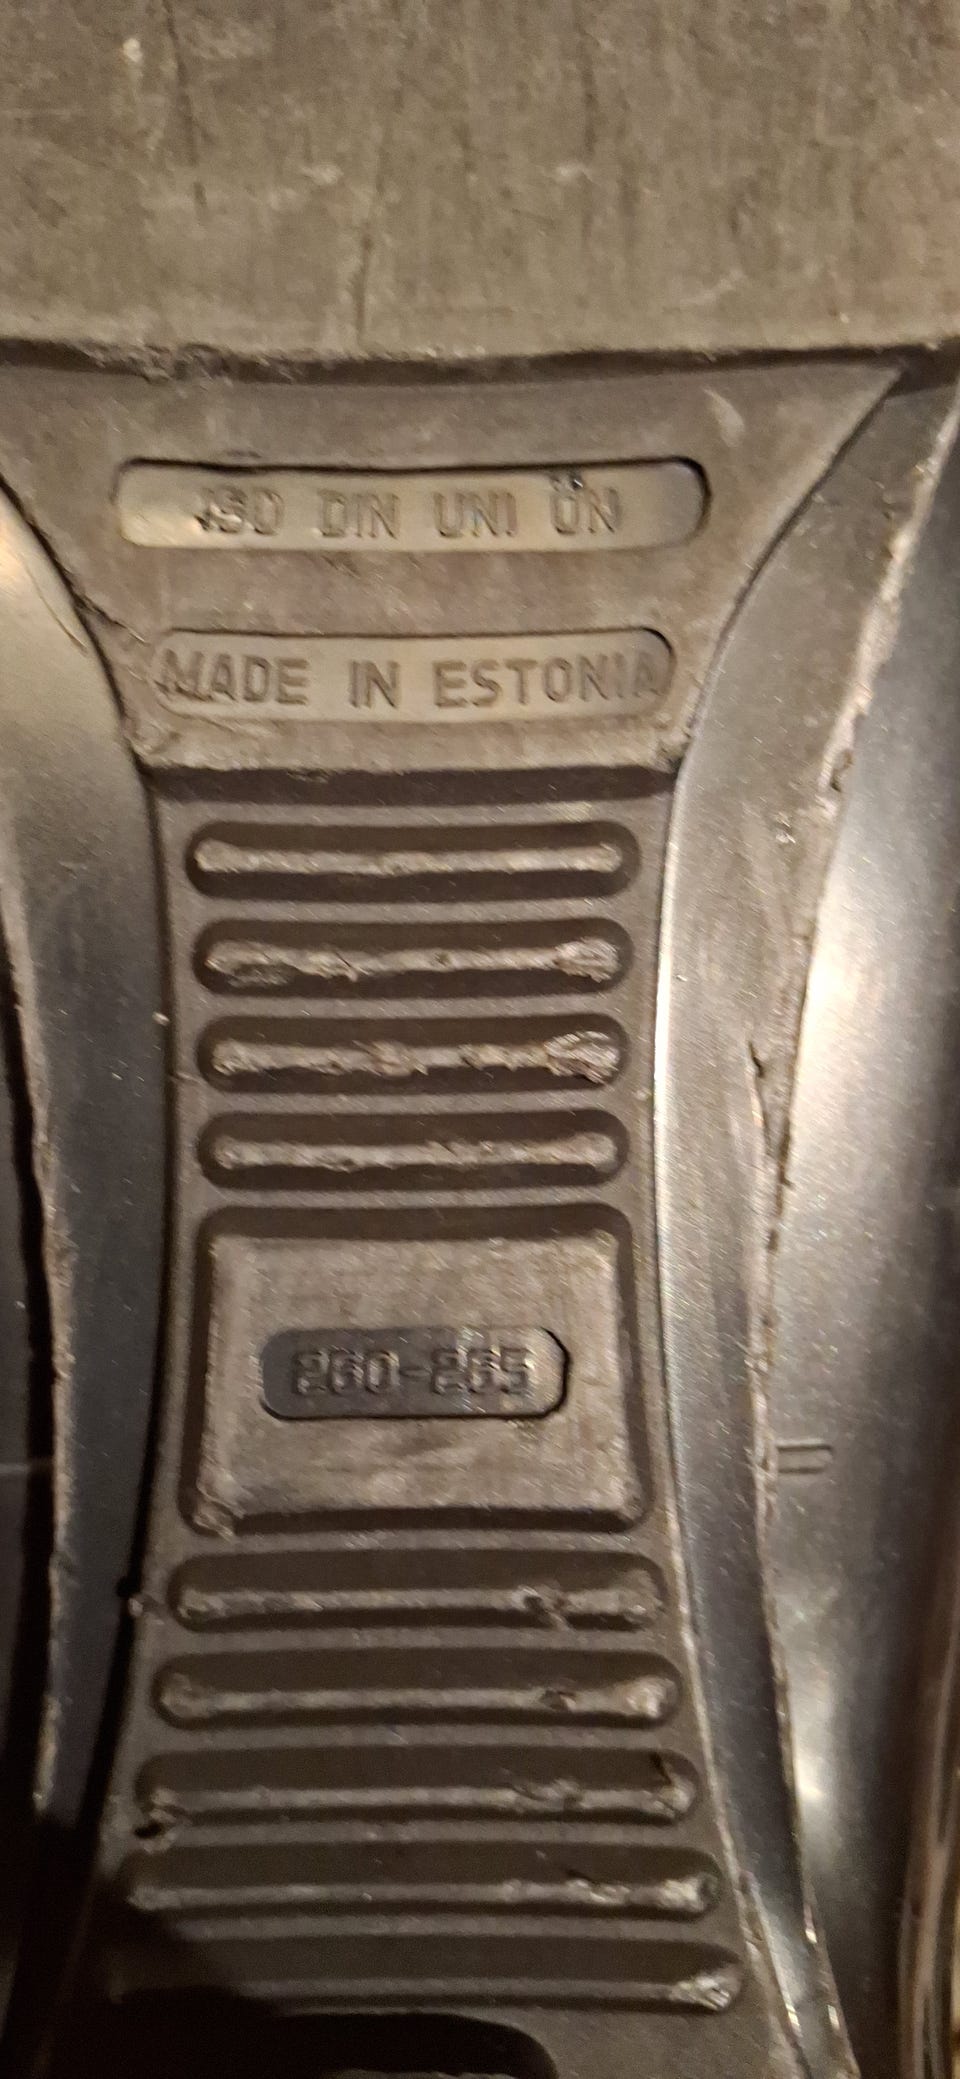 ISO DIN UNI ÖN
MADE IN ESTONIA
260-265